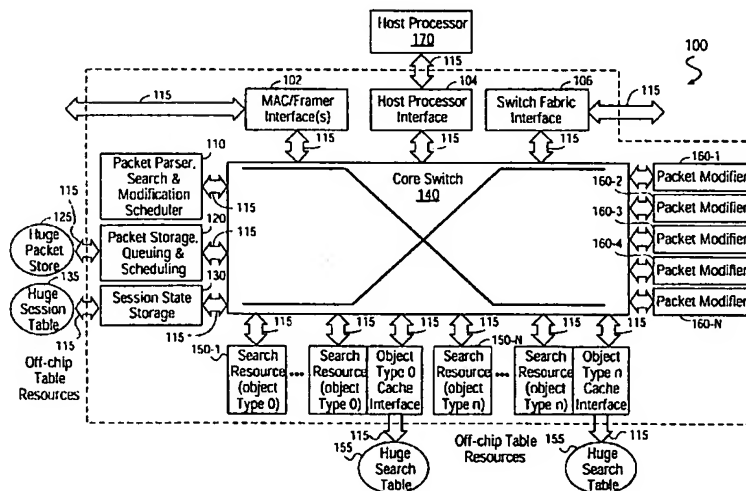 Host Processor
170
100
115
102
104
106
115
MAC/Framer
Interface(s)
Host Processor
Interface
Switch Fabric
Interface
115
115
115
115
110
Packet Parser,
Search &
Modification
Scheduler
115
Core Switch
140
160-1
Packet Modifier
160-2
Packet Modifier
160-3
Packet Modifier
160-4
Packet Modifier
Packet Modifier
160-N
115
125
Huge
Packet
Store
120
Packet Storage,
Queuing &
Scheduling
115
135
Huge
Session
Table
115
130
Session State
Storage
115
Off-chip
Table
Resources
115
115
115
115
115
115
150-1
Search
Resource
(object
Type 0)
...
Search
Resource
(object
Type 0)
Object
Type 0
Cache
Interface
150-N
Search
Resource
(object
Type n)
...
Search
Resource
(object
Type n)
Object
Type n
Cache
Interface
115
155
Huge
Search
Table
Off-chip Table
Resources
155
115
Huge
Search
Table